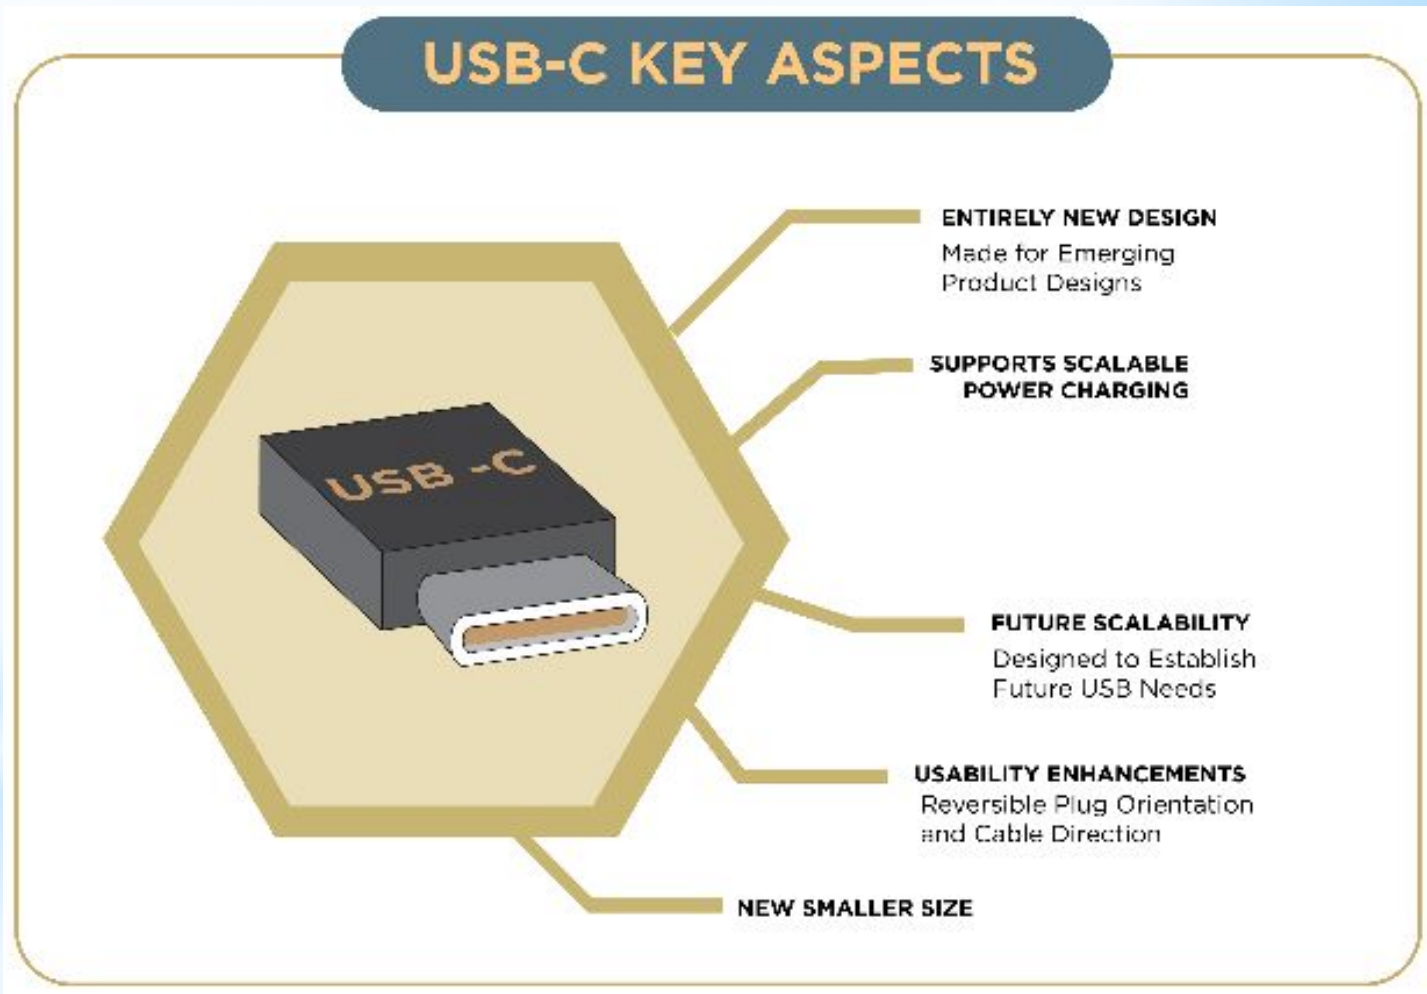 USB-C KEY ASPECTS
ENTIRELY NEW DESIGN
Made for Emerging
Product Designs
SUPPORTS SCALABLE
POWER CHARGING
USB -C
FUTURE SCALABILITY
Designed to Establish
Future USB Needs
USABILITY ENHANCEMENTS
Reversible Plug Orientation
and Cable Direction
NEW SMALLER SIZE